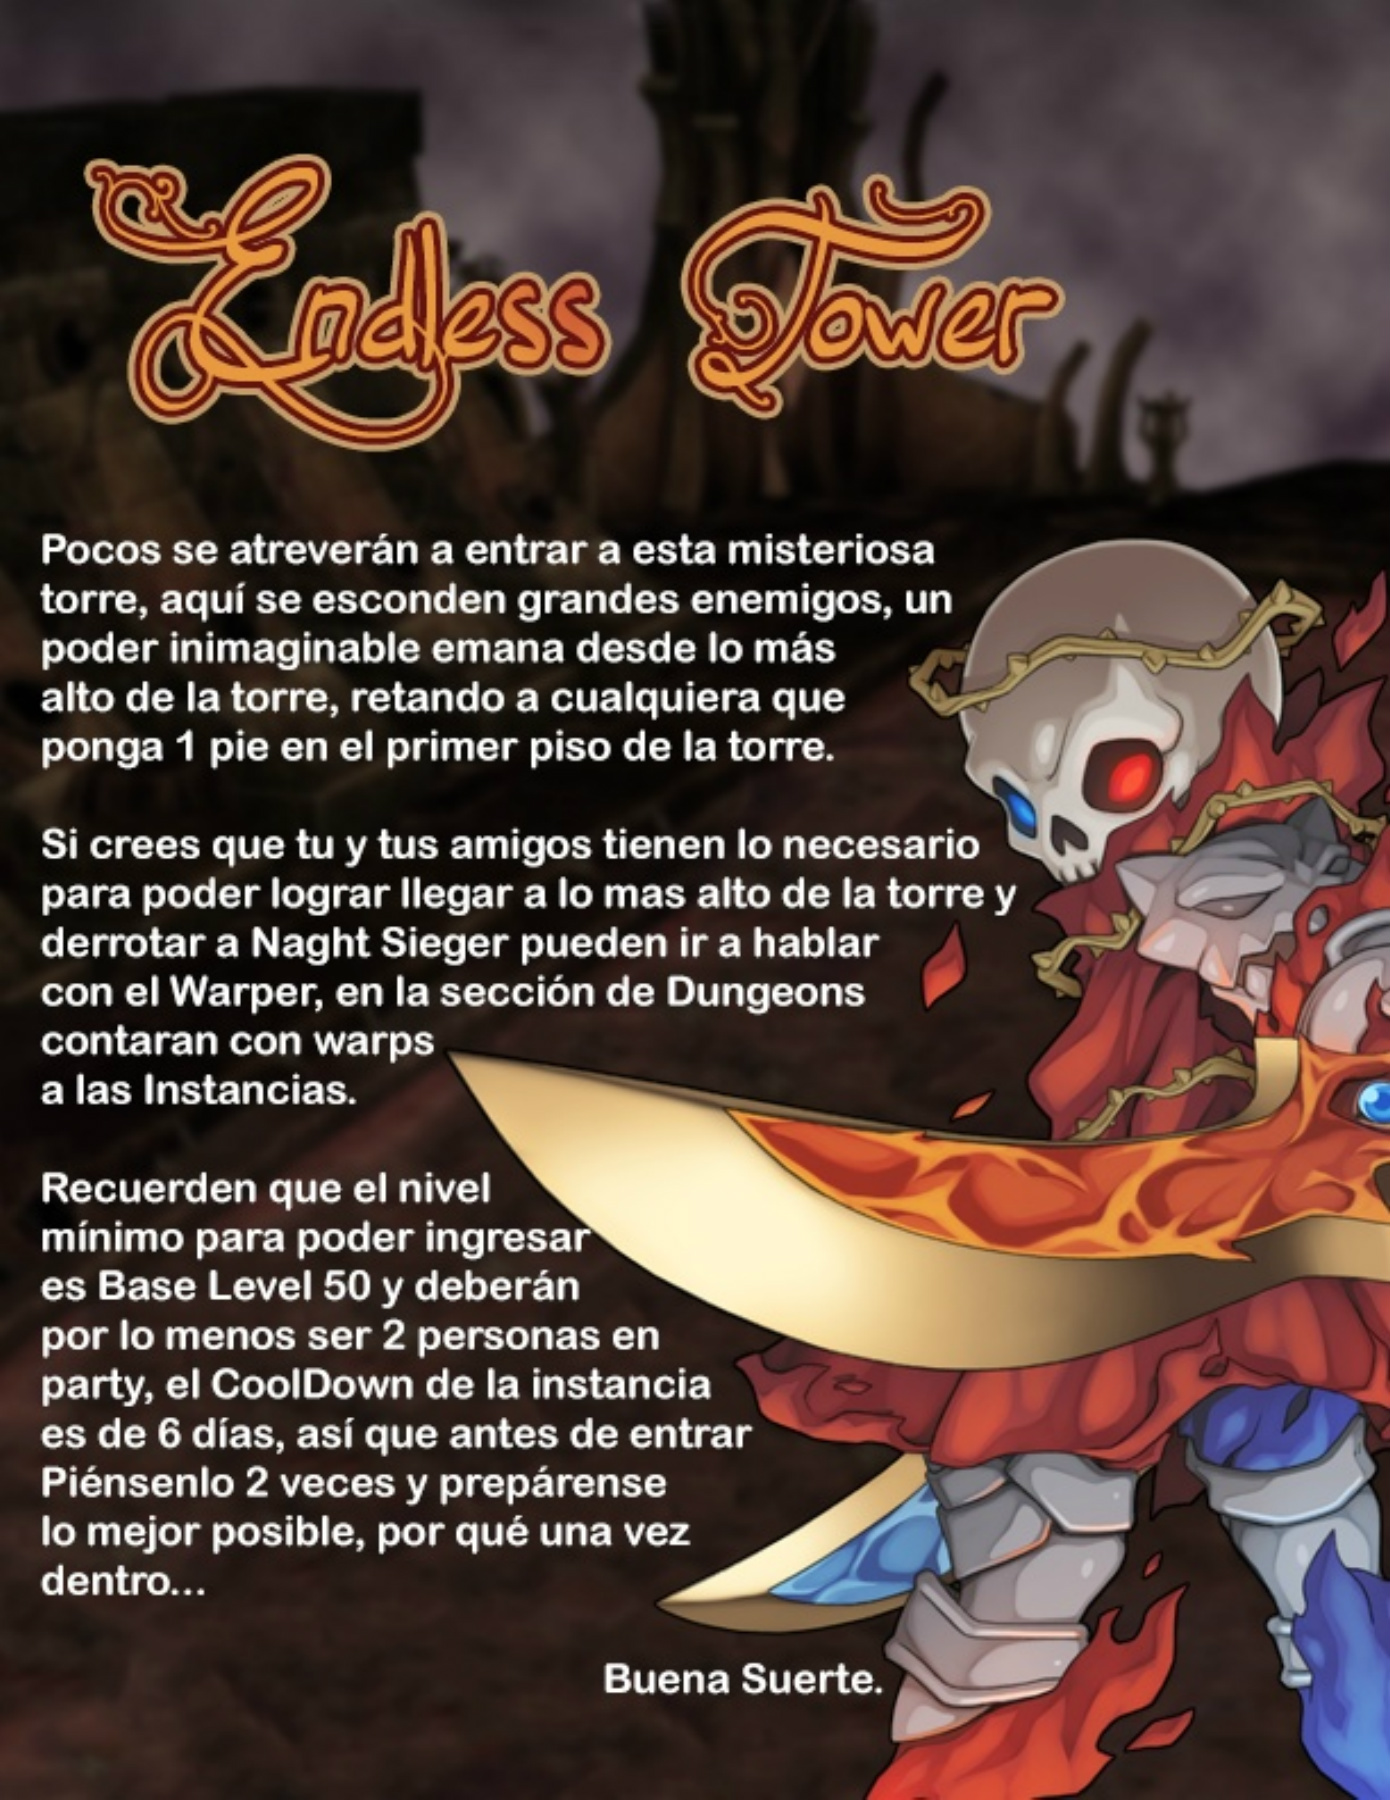 Endless Tower
Pocos se atreverán a entrar a esta misteriosa
torre, aquí se esconden grandes enemigos, un
poder inimaginable emana desde lo más
alto de la torre, retando a cualquiera que
ponga 1 pie en el primer piso de la torre.
Si crees que tu y tus amigos tienen lo necesario
para poder lograr llegar a lo mas alto de la torre y
derrotar a Naght Sieger pueden ir a hablar
con el Warper, en la sección de Dungeons
contaran con warps
a las Instancias.
Recuerden que el nivel
mínimo para poder ingresar
es Base Level 50 y deberán
por lo menos ser 2 personas en
party, el CoolDown de la instancia
es de 6 días, así que antes de entrar
Piénsenlo 2 veces y prepárense
lo mejor posible, por qué una vez
dentro...
Buena Suerte.